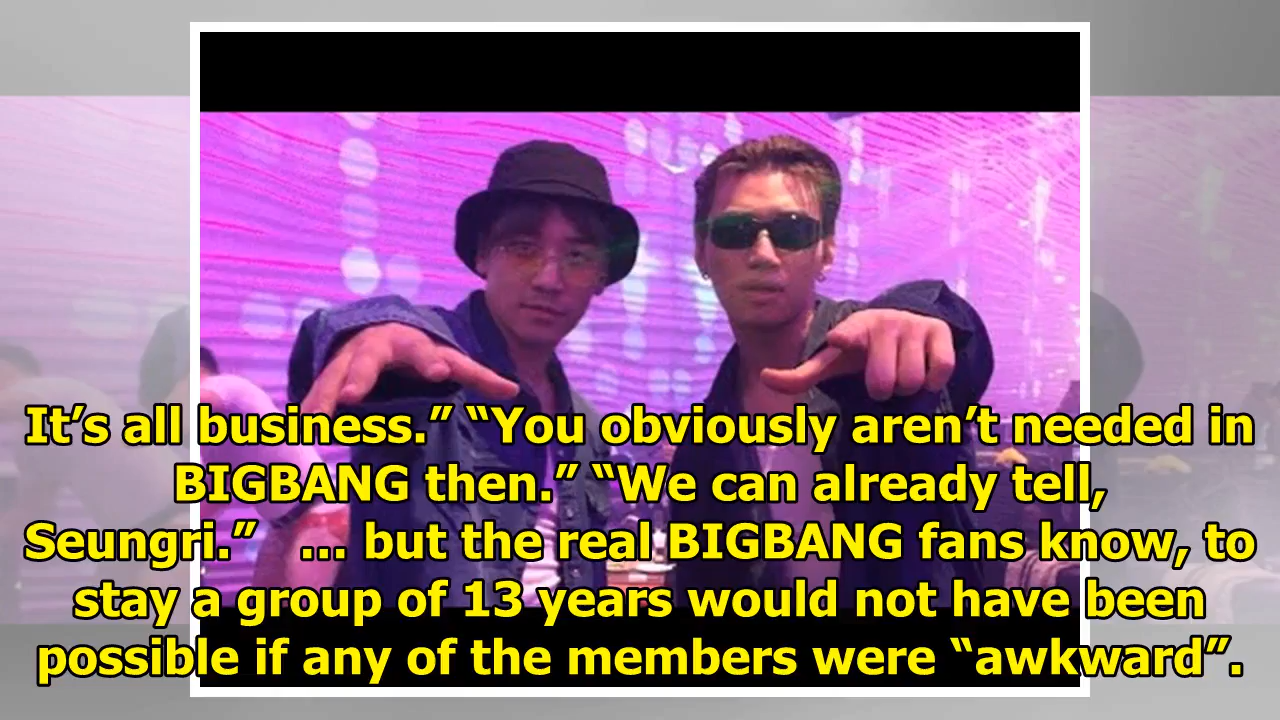 It’s all business.” “You obviously aren’t needed in
BIGBANG then.” “We can already tell,
Seungri.”   ... but the real BIGBANG fans know, to
stay a group of 13 years would not have been
possible if any of the members were “awkward”.